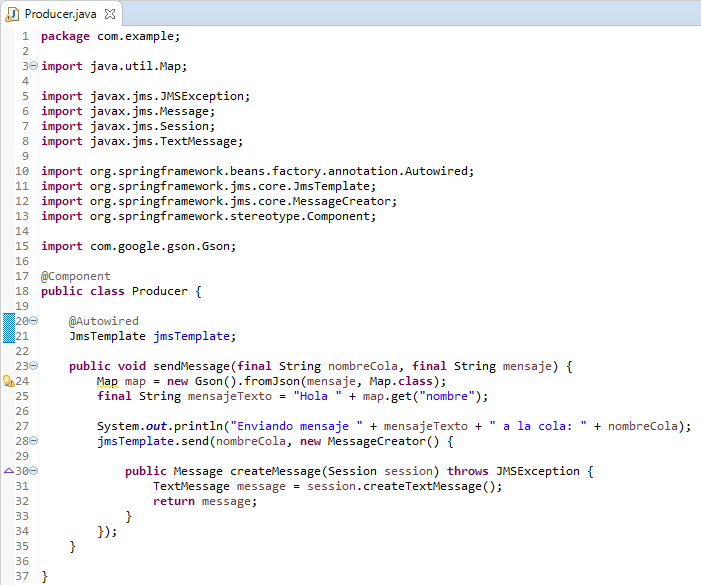 Producer.java
1 package com.example;
2
3 import java.util.Map;
4
5 import javax.jms.JMSException;
6 import javax.jms.Message;
7 import javax.jms.Session;
8 import javax.jms.TextMessage;
9
10 import org.springframework.beans.factory.annotation.Autowired;
11 import org.springframework.jms.core.JmsTemplate;
12 import org.springframework.jms.core.MessageCreator;
13 import org.springframework.stereotype.Component;
14
15 import com.google.gson.Gson;
16
17 @Component
18 public class Producer {
19
20     @Autowired
21     JmsTemplate jmsTemplate;
22
23     public void sendMessage(final String nombreCola, final String mensaje) {
24         Map map = new Gson().fromJson(mensaje, Map.class);
25         final String mensajeTexto = "Hola " + map.get("nombre");
26
27         System.out.println("Enviando mensaje " + mensajeTexto + " a la cola: " + nombreCola);
28         jmsTemplate.send(nombreCola, new MessageCreator() {
29
30             public Message createMessage(Session session) throws JMSException {
31                 TextMessage message = session.createTextMessage();
32                 return message;
33             }
34         });
35     }
36
37 }